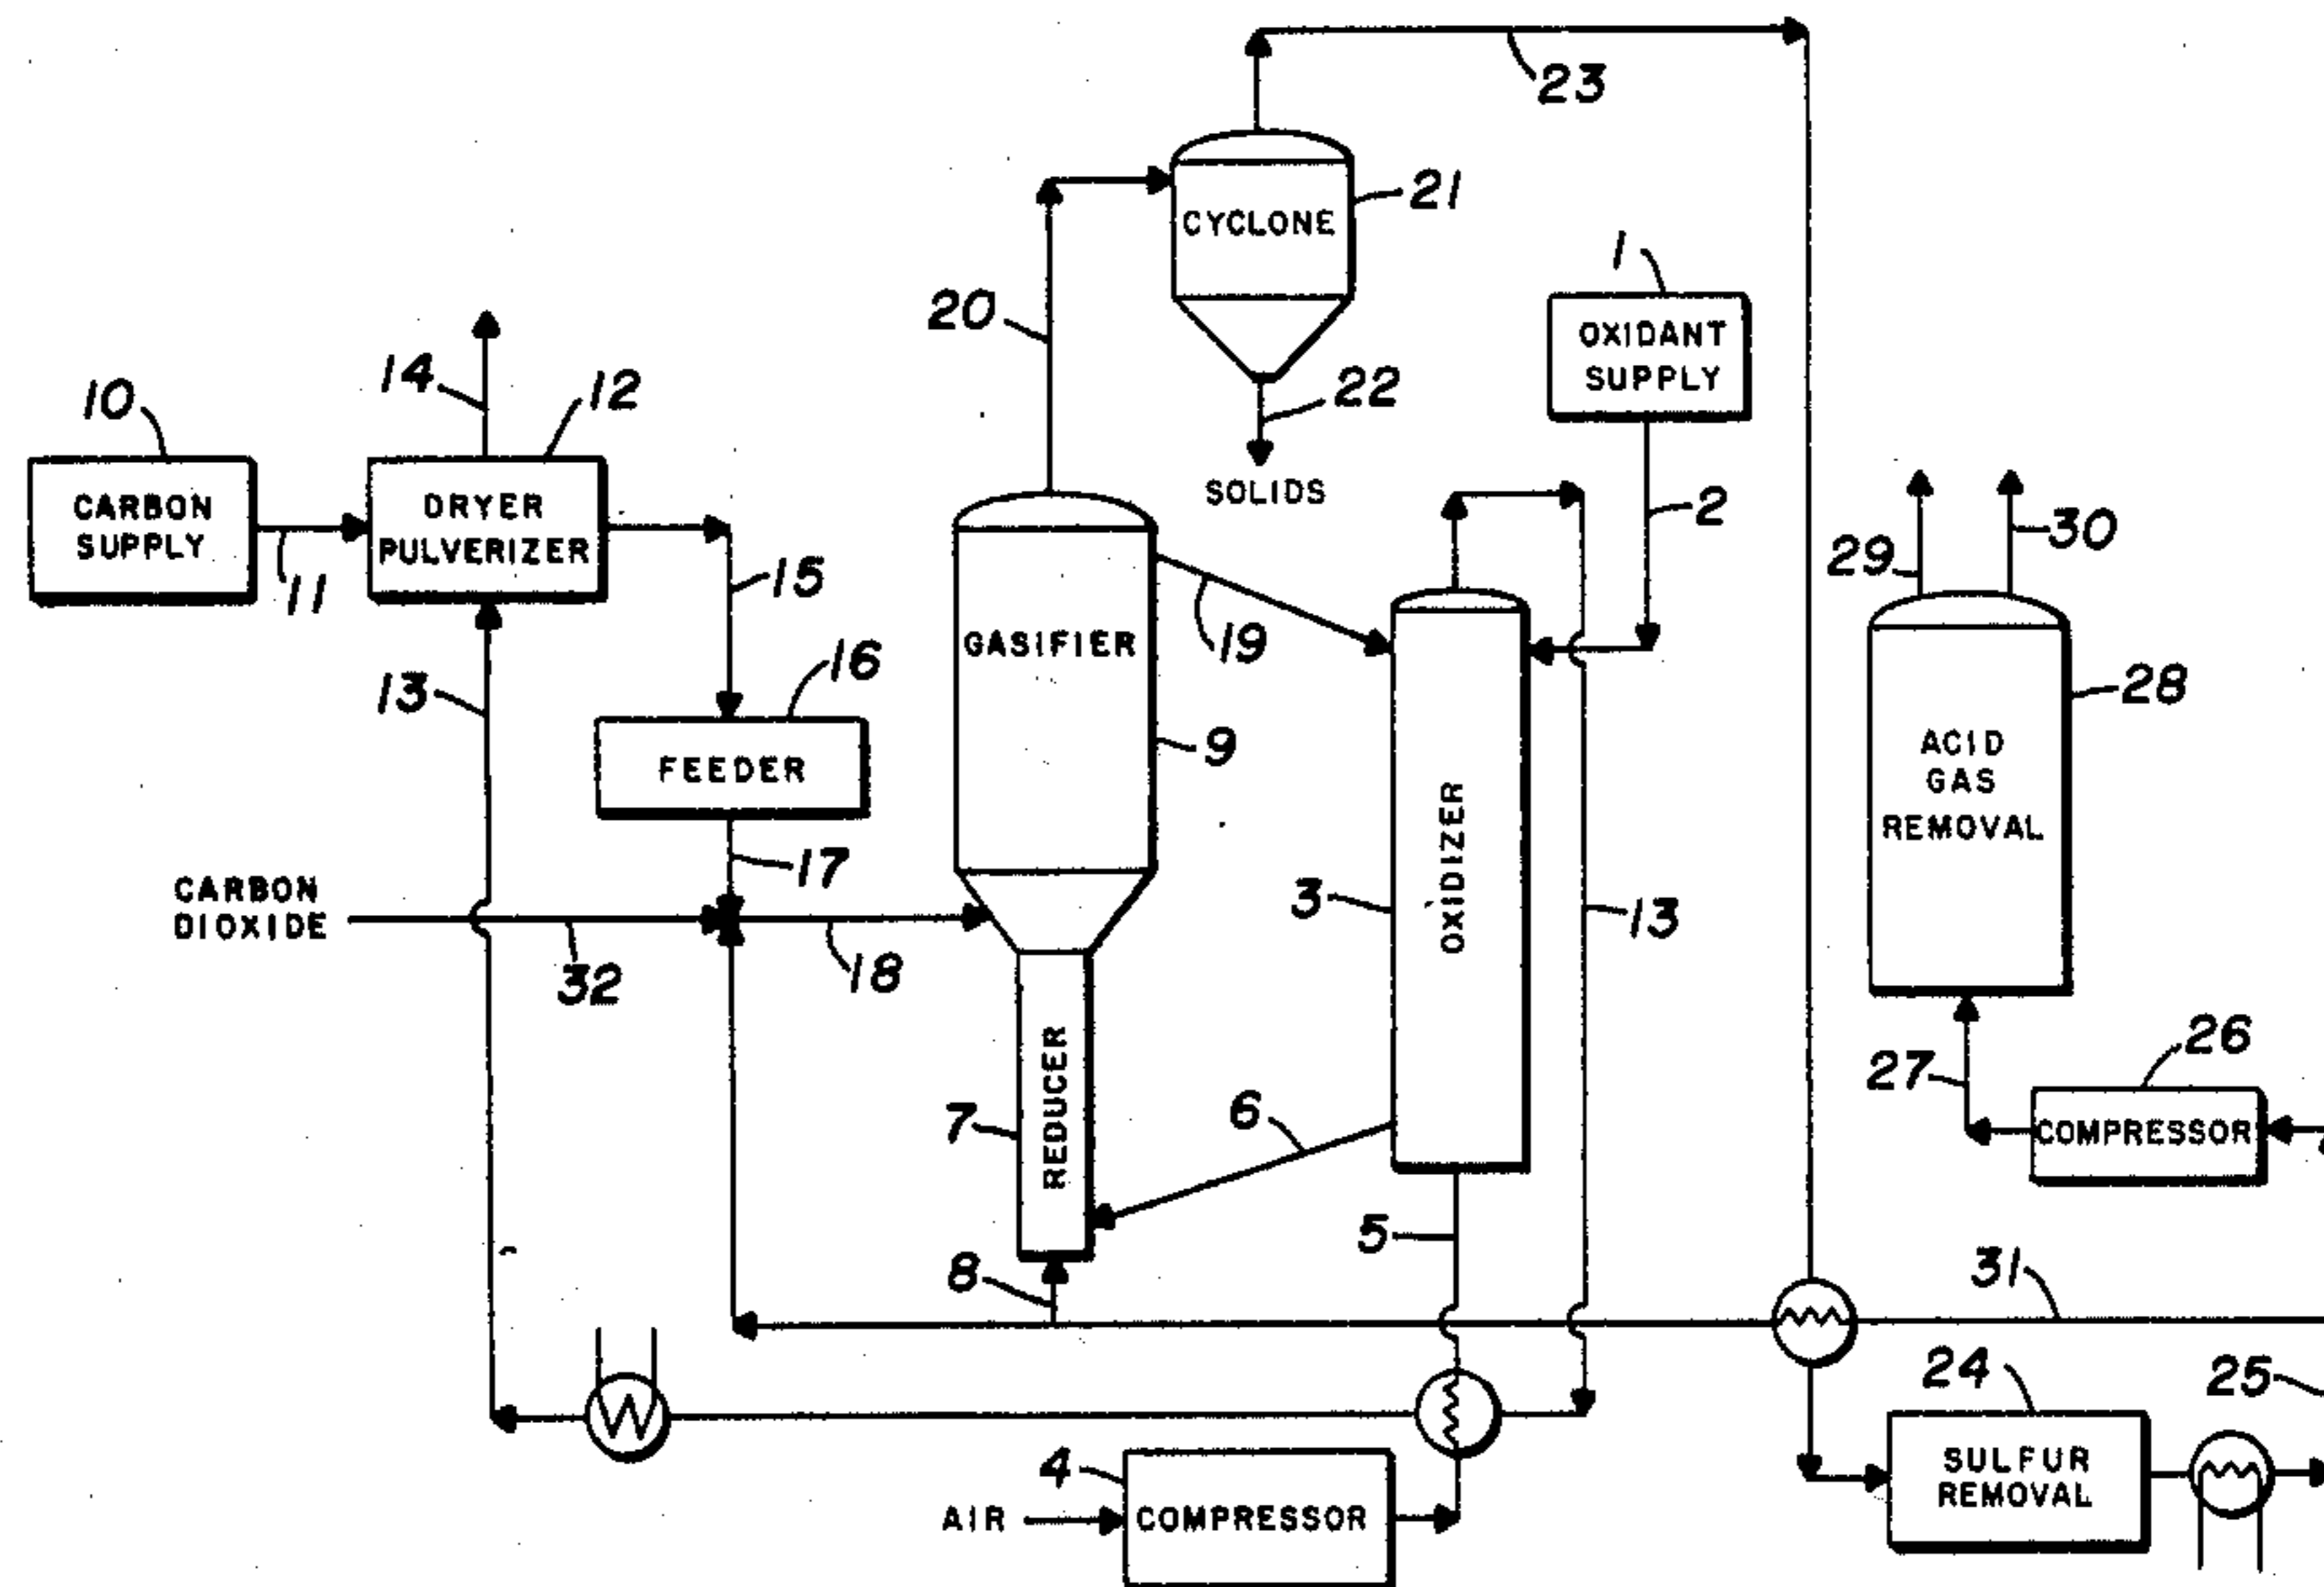 23
21
CYCLONE
1
20
OXIDANT
SUPPLY
14
12
22
10
SOLIDS
2
CARBON
SUPPLY
DRYER
PULVERIZER
11
15
29
30
GASIFIER
19
16
13
28
FEEDER
9
ACID
GAS
REMOVAL
OXIDIZER
17
CARBON
DIOXIDE
3
13
32
18
26
27
REDUCER
7
6
COMPRESSOR
5
8
31
24
25
SULFUR
REMOVAL
4
AIR
COMPRESSOR